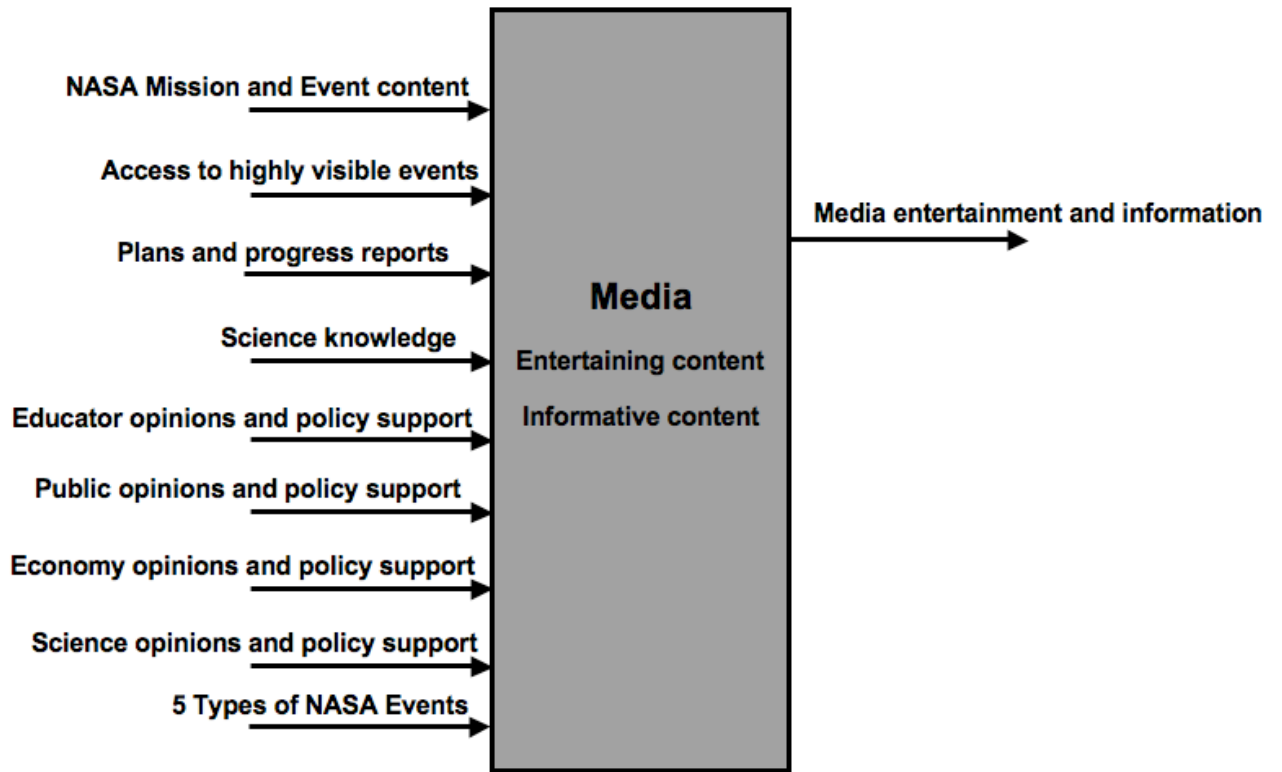 NASA Mission and Event content
Access to highly visible events
Plans and progress reports
Science knowledge
Educator opinions and policy support
Public opinions and policy support
Economy opinions and policy support
Science opinions and policy support
5 Types of NASA Events
Media
Entertaining content
Informative content
Media entertainment and information